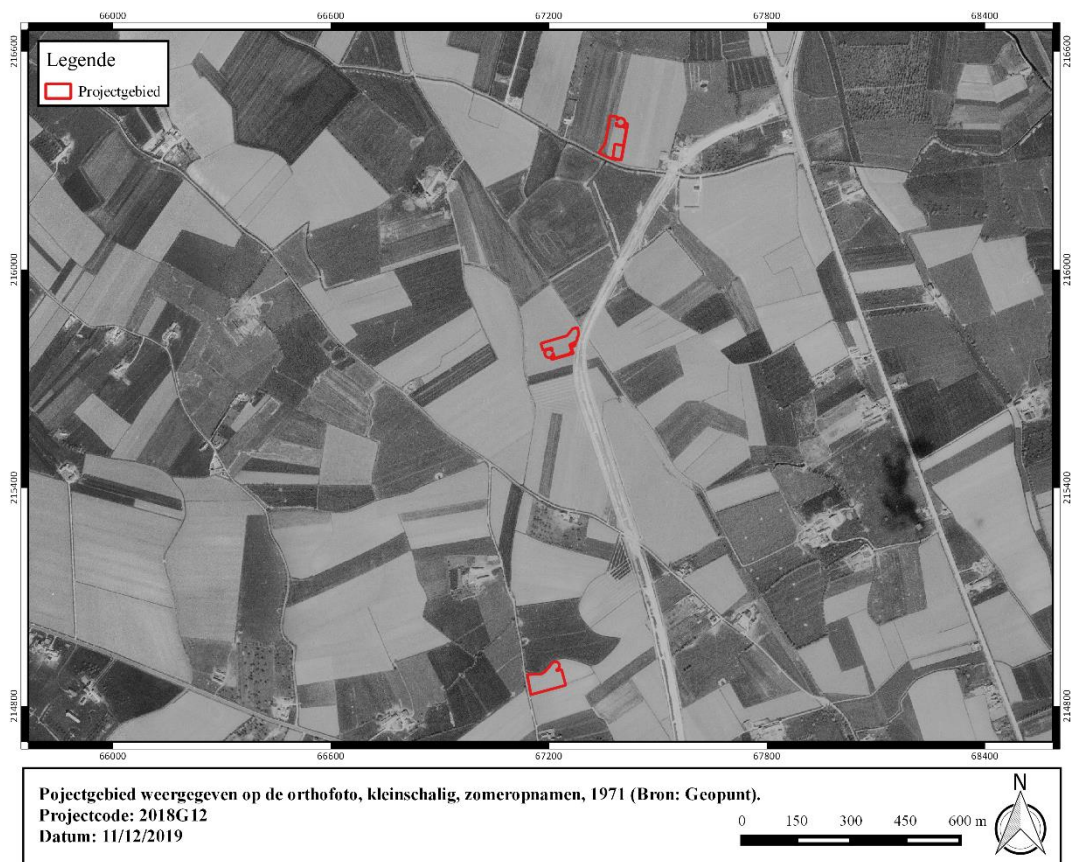 66000 66600 67200 67800 68400
216600 216600
Legende
Projectgebied
216000 216000
215400 215400
214800 214800
66000 66600 67200 67800 68400
Pojectgebied weergegeven op de orthofoto, kleinschalig, zomeropnamen, 1971 (Bron: Geopunt).
Projectcode: 2018G12
Datum: 11/12/2019
0 150 300 450 600 m
N